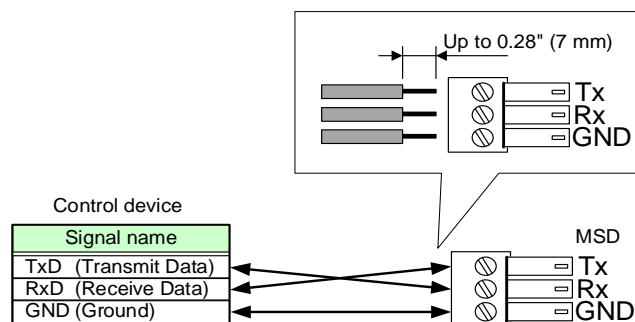 Up to 0.28" (7 mm)
Tx
Rx
GND
Control device
Signal name
MSD
TxD (Transmit Data)
Tx
RxD (Receive Data)
Rx
GND (Ground)
GND